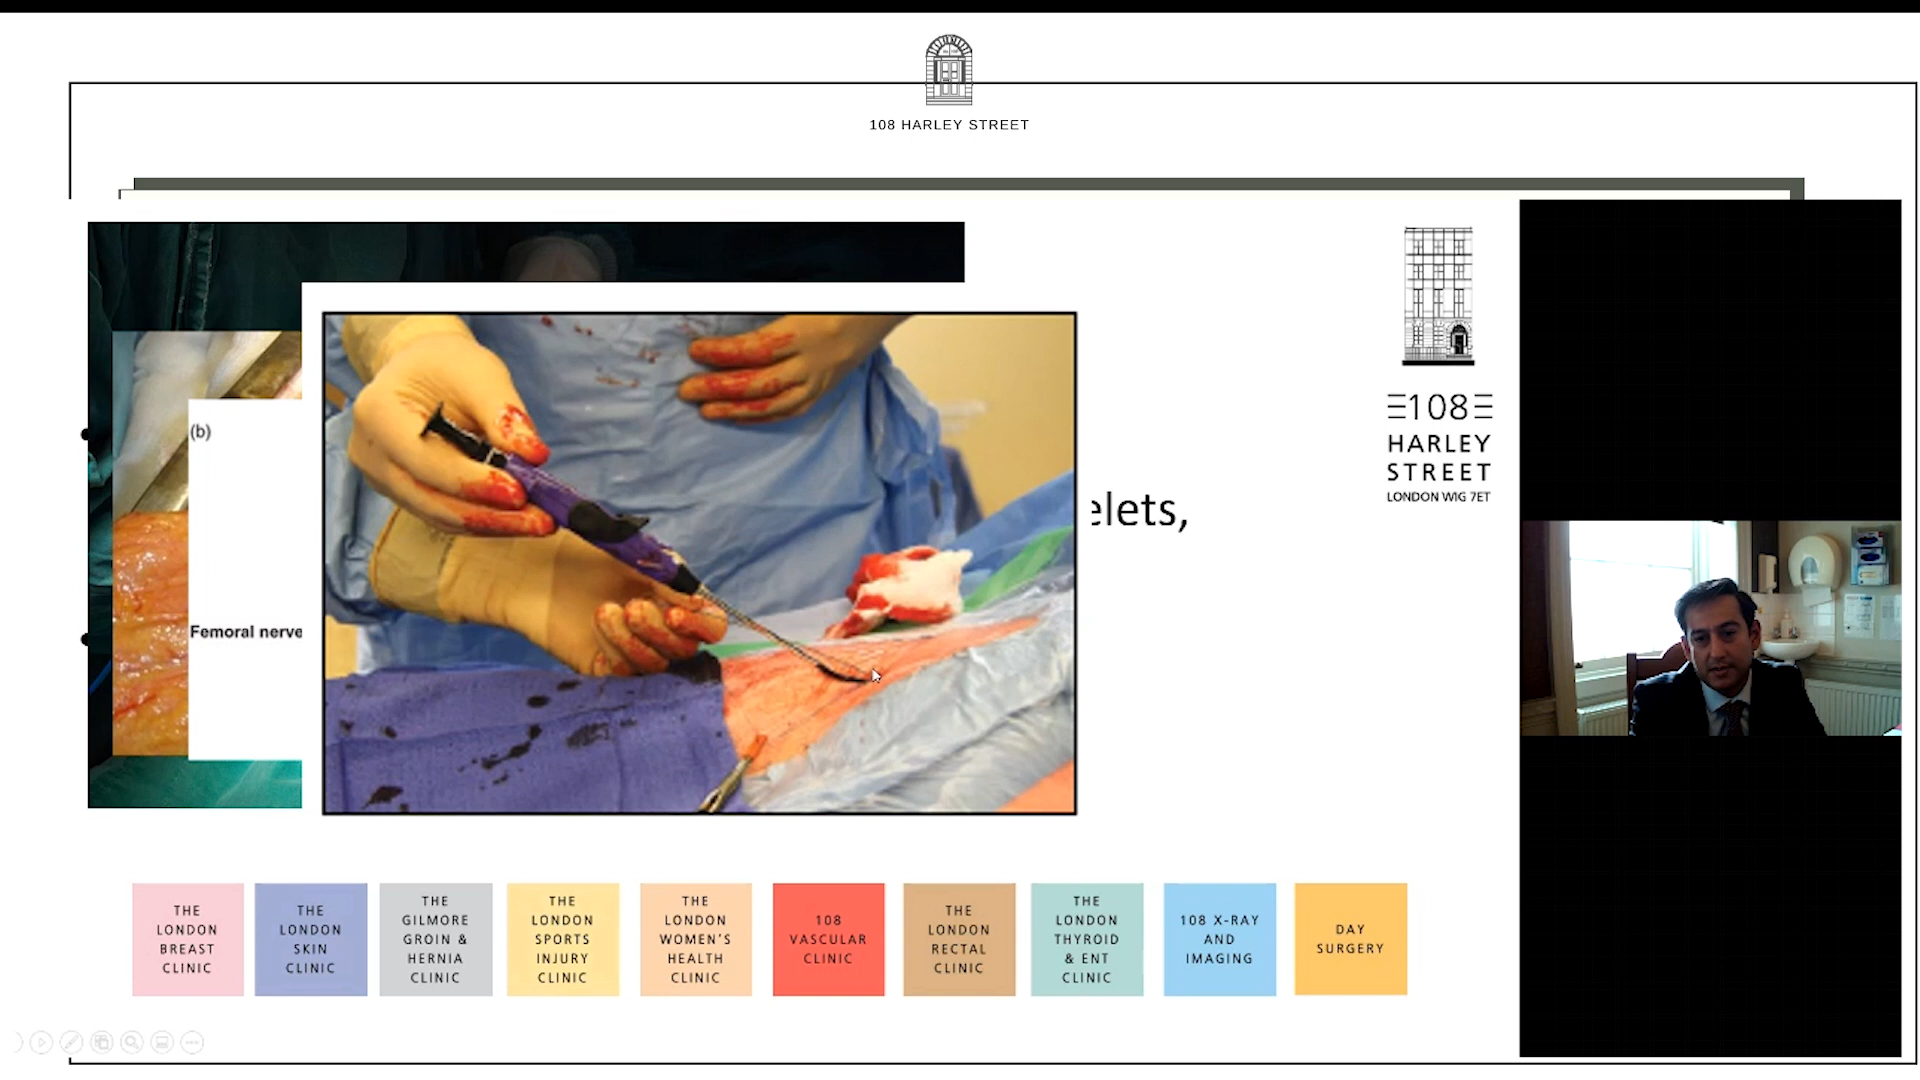 108 HARLEY STREET
(b)
Femoral nerve
elets,
108
HARLEY
STREET
LONDON W1G 7ET
THE
LONDON
BREAST
CLINIC
THE
LONDON
SKIN
CLINIC
THE
GILMORE
GROIN &
HERNIA
CLINIC
THE
LONDON
SPORTS
INJURY
CLINIC
THE
LONDON
WOMEN'S
HEALTH
CLINIC
108
VASCULAR
CLINIC
THE
LONDON
RECTAL
CLINIC
THE
LONDON
THYROID
& ENT
CLINIC
108 X-RAY
AND
IMAGING
DAY
SURGERY